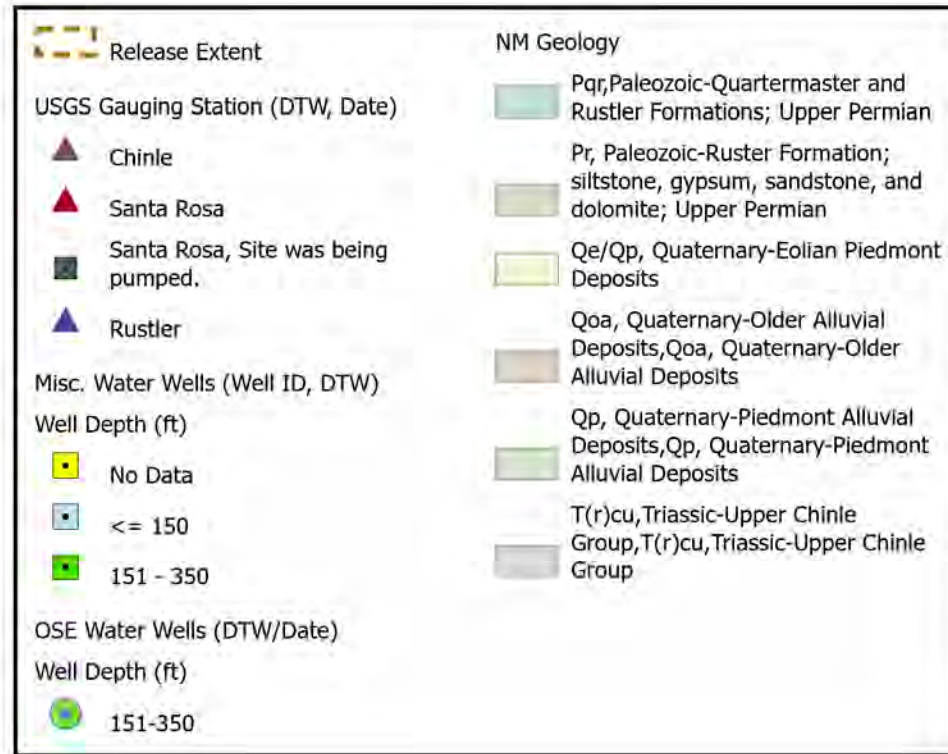 Release Extent
USGS Gauging Station (DTW, Date)
Chinle
Santa Rosa
Santa Rosa, Site was being
pumped.
Rustler
Misc. Water Wells (Well ID, DTW)
Well Depth (ft)
No Data
<= 150
151 - 350
OSE Water Wells (DTW/Date)
Well Depth (ft)
151-350
NM Geology
Pqr,Paleozoic-Quartermaster and
Rustler Formations; Upper Permian
Pr, Paleozoic-Ruster Formation;
siltstone, gypsum, sandstone, and
dolomite; Upper Permian
Qe/Qp, Quaternary-Eolian Piedmont
Deposits
Qoa, Quaternary-Older Alluvial
Deposits,Qoa, Quaternary-Older
Alluvial Deposits
Qp, Quaternary-Piedmont Alluvial
Deposits,Qp, Quaternary-Piedmont
Alluvial Deposits
T(r)cu,Triassic-Upper Chinle
Group,T(r)cu,Triassic-Upper Chinle
Group